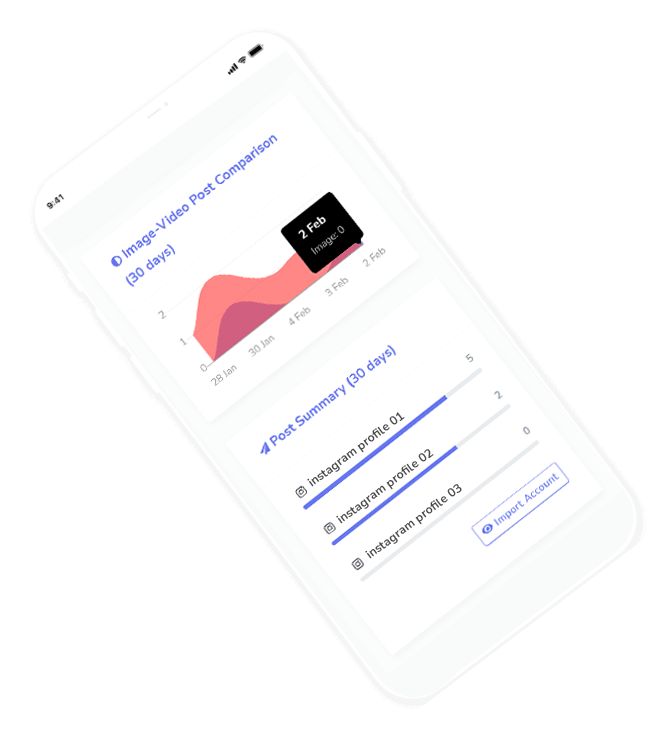 9:41
Image-Video Post Comparison
(30 days)
2 Feb
Image: 0
2
1
0
28 Jan
30 Jan
4 Feb
3 Feb
2 Feb
Post Summary (30 days)
instagram profile 01 5
instagram profile 02 2
instagram profile 03 0
Import Account